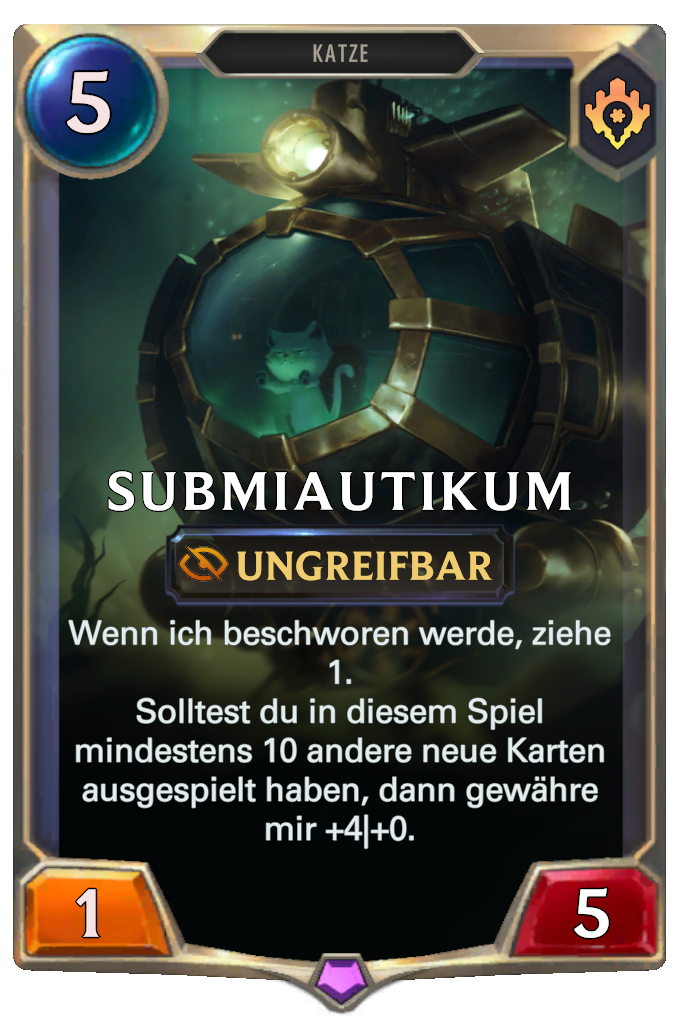 KATZE
5
SUBMIAUTIKUM
UNGREIFBAR
Wenn ich beschworen werde, ziehe
1.
Solltest du in diesem Spiel
mindestens 10 andere neue Karten
ausgespielt haben, dann gewähre
mir +4|+0.
1
5